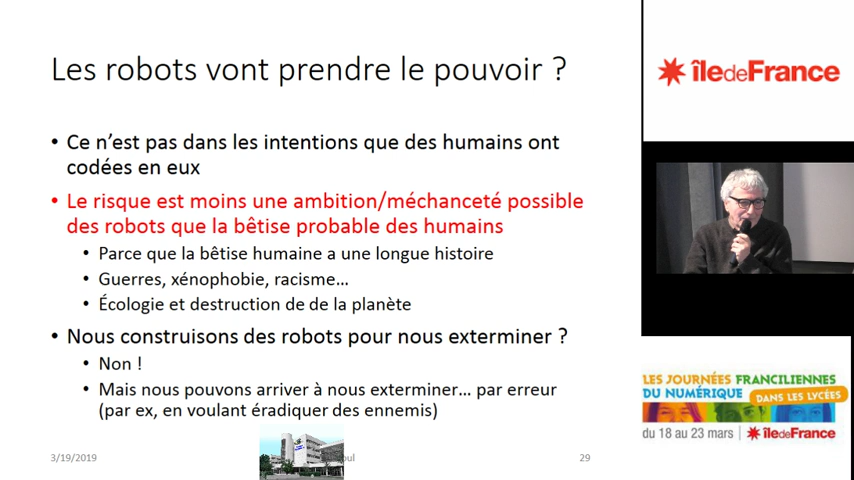 Les robots vont prendre le pouvoir ?
• Ce n’est pas dans les intentions que des humains ont
codées en eux
• Le risque est moins une ambition/méchanceté possible
des robots que la bêtise probable des humains
• Parce que la bêtise humaine a une longue histoire
• Guerres, xénophobie, racisme…
• Écologie et destruction de de la planète
• Nous construisons des robots pour nous exterminer ?
• Non !
• Mais nous pouvons arriver à nous exterminer… par erreur
(par ex, en voulant éradiquer des ennemis)
3/19/2019
29
îledeFrance
LES JOURNÉES FRANCILIENNES
DU NUMÉRIQUE DANS LES LYCÉES
du 18 au 23 mars | îledeFrance